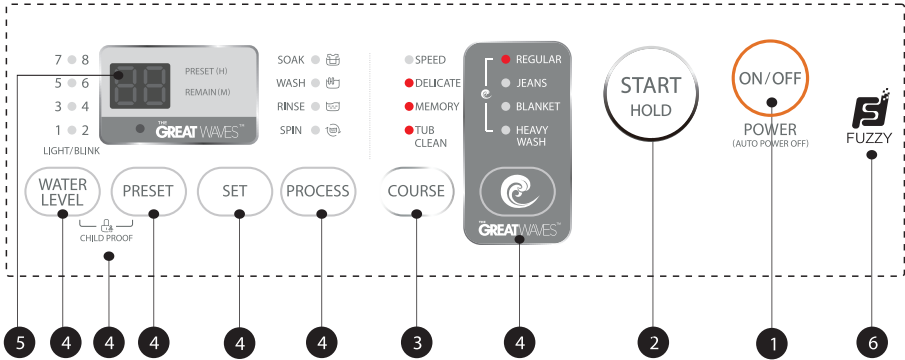 7 8
5 6
3 4
1 2
LIGHT/BLINK
88
PRESET (H)
REMAIN (M)
THE
GREAT WAVES™
SOAK
WASH
RINSE
SPIN
SPEED
DELICATE
MEMORY
TUB
CLEAN
REGULAR
JEANS
BLANKET
HEAVY
WASH
THE
GREATWAVES™
START
HOLD
ON/OFF
POWER
(AUTO POWER OFF)
FUZZY
WATER
LEVEL
PRESET
SET
PROCESS
COURSE
CHILD PROOF
5 4 4 4 4 4 3 4 2 1 6